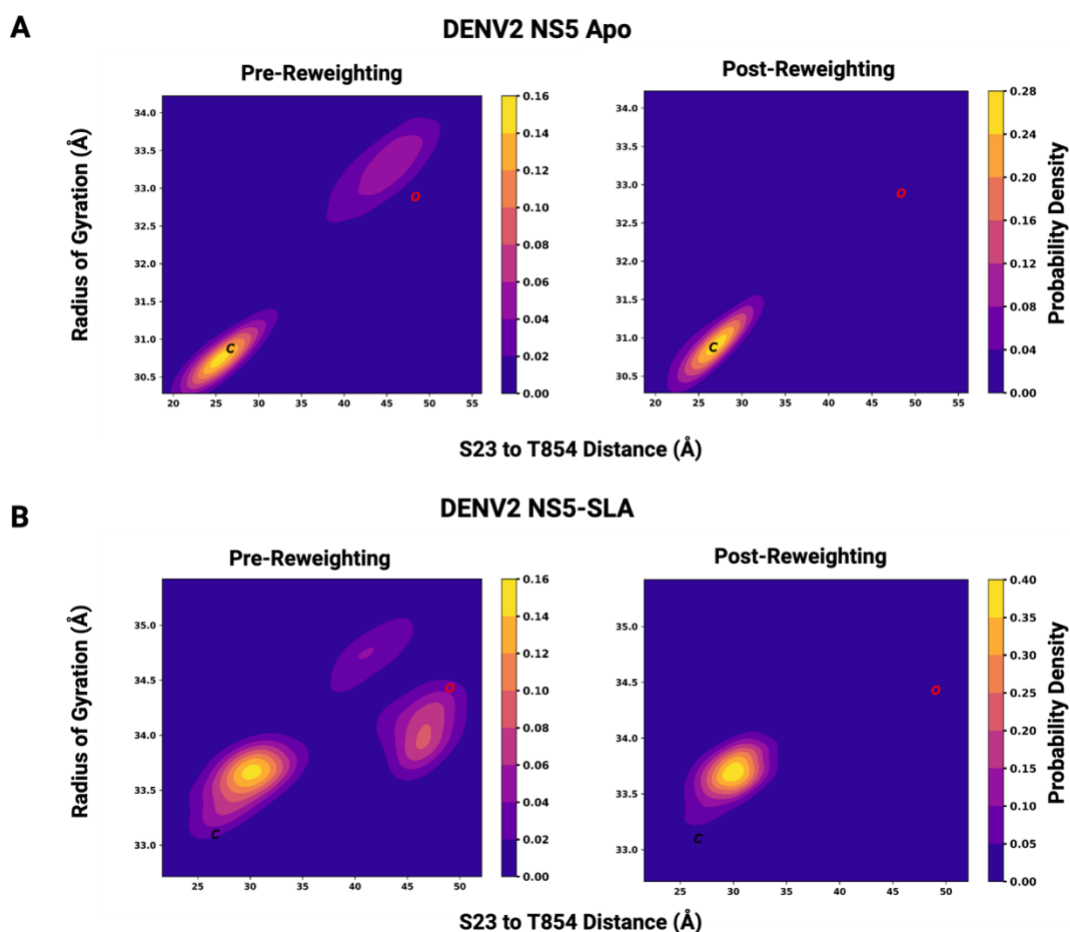 A
DENV2 NS5 Apo
Pre-Reweighting
Post-Reweighting
Radius of Gyration (Å)
34.0
33.5
33.0
32.5
32.0
31.5
31.0
30.5
20 25 30 35 40 45 50 55
C
O
0.16
0.14
0.12
0.10
0.08
0.06
0.04
0.02
0.00
34.0
33.5
33.0
32.5
32.0
31.5
31.0
30.5
20 25 30 35 40 45 50 55
C
O
0.28
0.24
0.20
0.16
0.12
0.08
0.04
0.00
Probability Density
S23 to T854 Distance (Å)
B
DENV2 NS5-SLA
Pre-Reweighting
Post-Reweighting
Radius of Gyration (Å)
35.0
34.5
34.0
33.5
33.0
25 30 35 40 45 50
C
O
0.16
0.14
0.12
0.10
0.08
0.06
0.04
0.02
0.00
35.0
34.5
34.0
33.5
33.0
25 30 35 40 45 50
C
O
0.40
0.35
0.30
0.25
0.20
0.15
0.10
0.05
0.00
Probability Density
S23 to T854 Distance (Å)